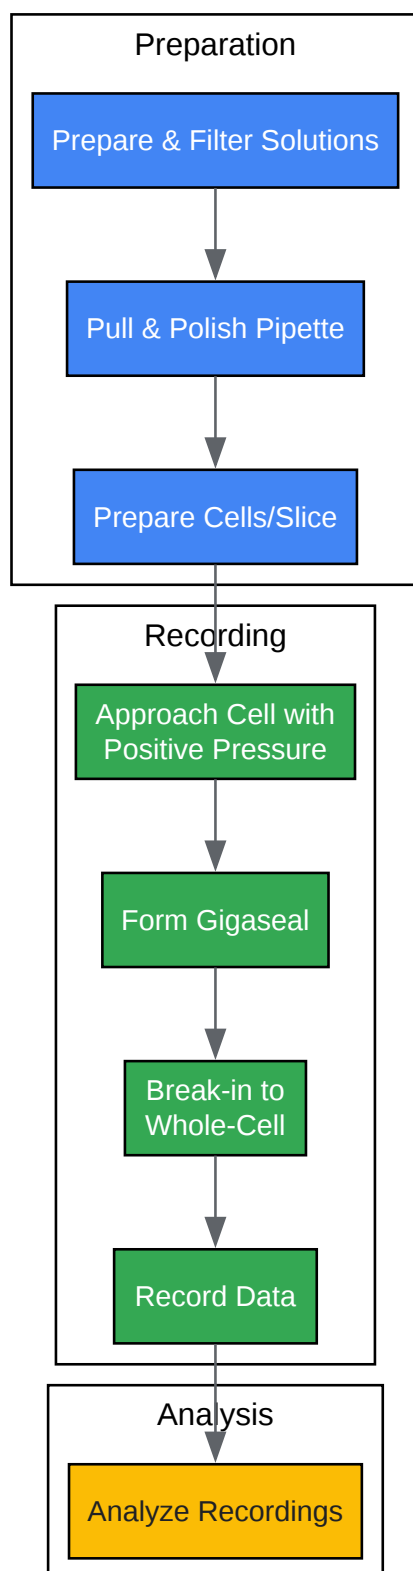 Preparation
Prepare & Filter Solutions
Pull & Polish Pipette
Prepare Cells/Slice
Recording
Approach Cell with
Positive Pressure
Form Gigaseal
Break-in to
Whole-Cell
Record Data
Analysis
Analyze Recordings